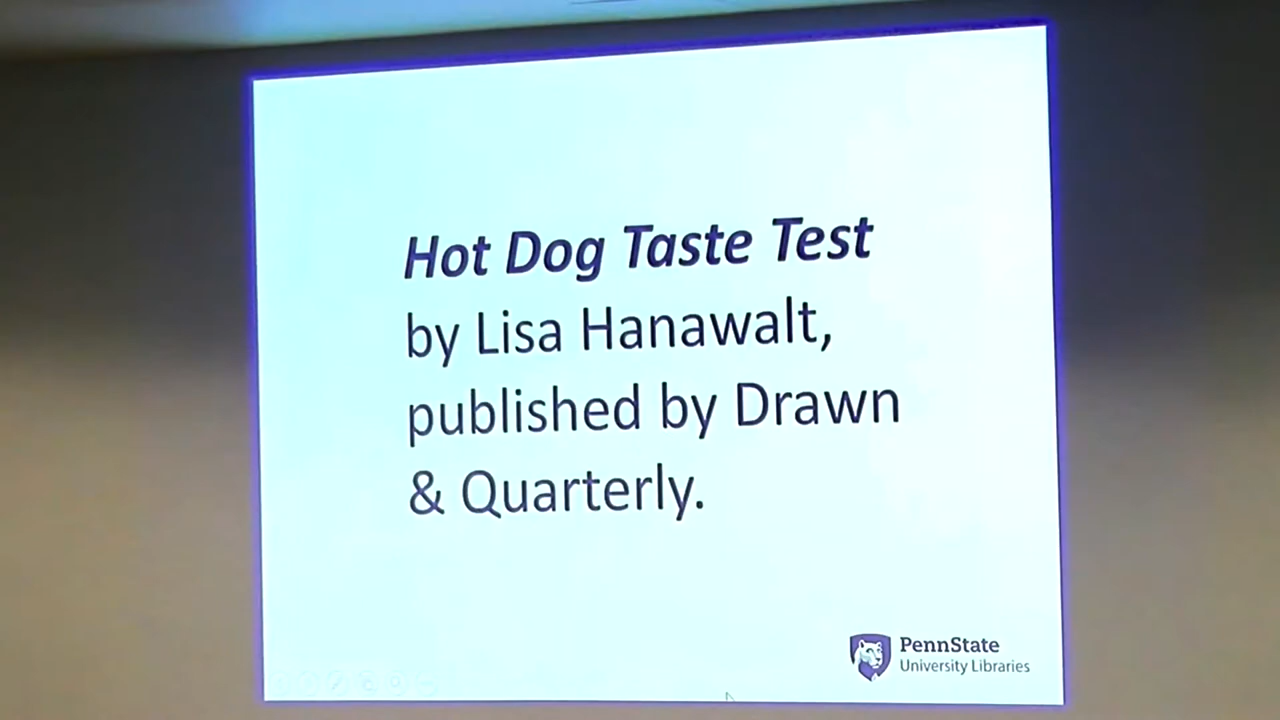 Hot Dog Taste Test
by Lisa Hanawalt,
published by Drawn
& Quarterly.
PennState
University Libraries